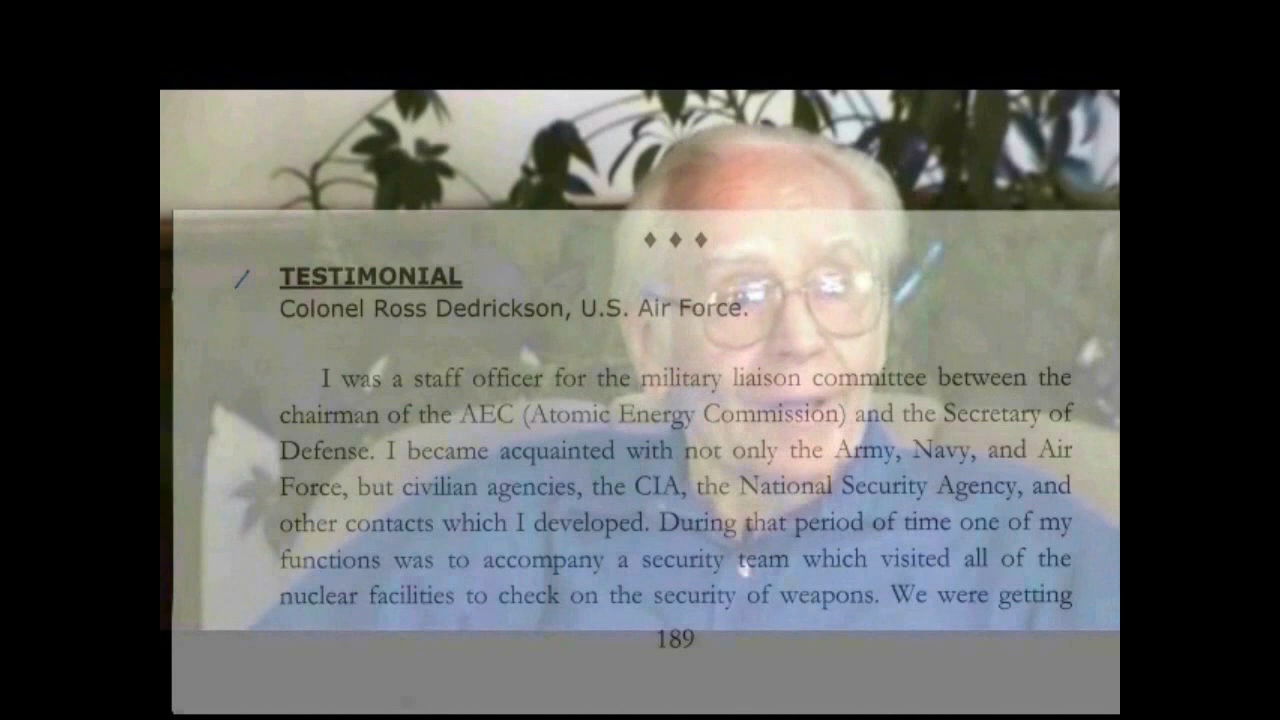 ♦ ♦ ♦
TESTIMONIAL
Colonel Ross Dedrickson, U.S. Air Force.
I was a staff officer for the military liaison committee between the
chairman of the AEC (Atomic Energy Commission) and the Secretary of
Defense. I became acquainted with not only the Army, Navy, and Air
Force, but civilian agencies, the CIA, the National Security Agency, and
other contacts which I developed. During that period of time one of my
functions was to accompany a security team which visited all of the
nuclear facilities to check on the security of weapons. We were getting
189